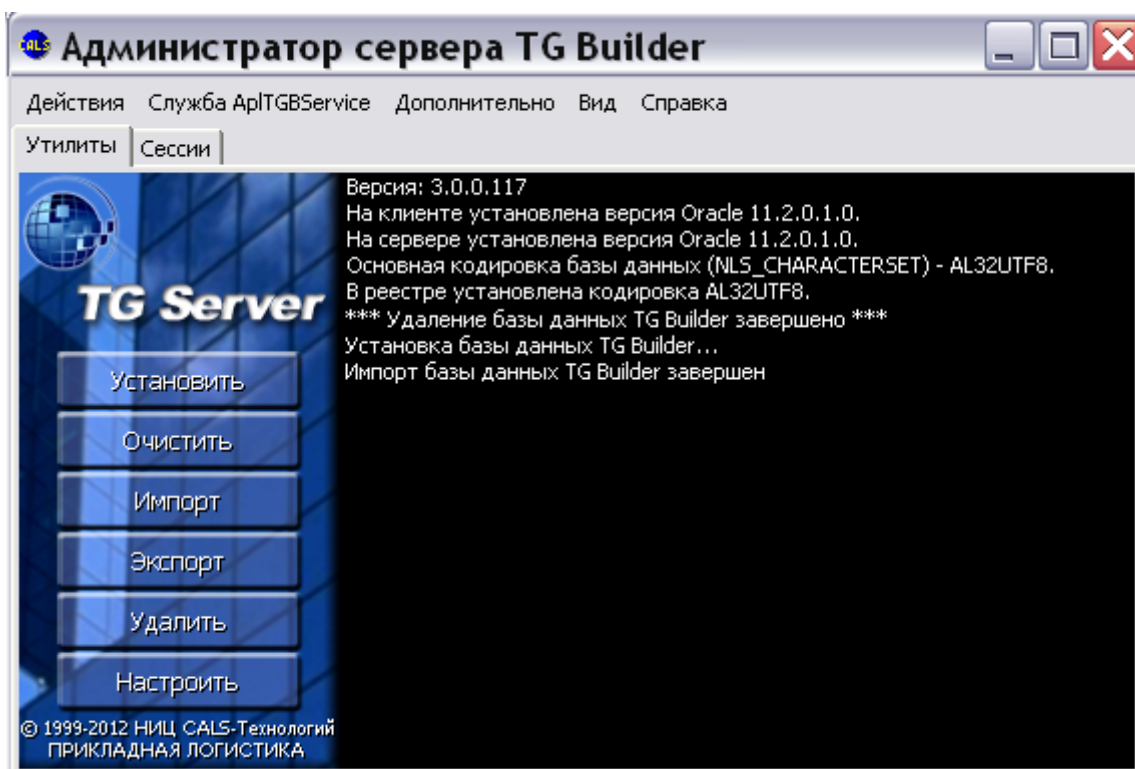 CALS Администратор сервера TG Builder
Действия Служба AplTGBService Дополнительно Вид Справка
Утилиты Сессии
Версия: 3.0.0.117
На клиенте установлена версия Oracle 11.2.0.1.0.
На сервере установлена версия Oracle 11.2.0.1.0.
Основная кодировка базы данных (NLS_CHARACTERSET) - AL32UTF8.
В реестре установлена кодировка AL32UTF8.
*** Удаление базы данных TG Builder завершено ***
Установка базы данных TG Builder...
Импорт базы данных TG Builder завершен
TG Server
Установить
Очистить
Импорт
Экспорт
Удалить
Настроить
© 1999-2012 НИЦ CALS-Технологий
ПРИКЛАДНАЯ ЛОГИСТИКА